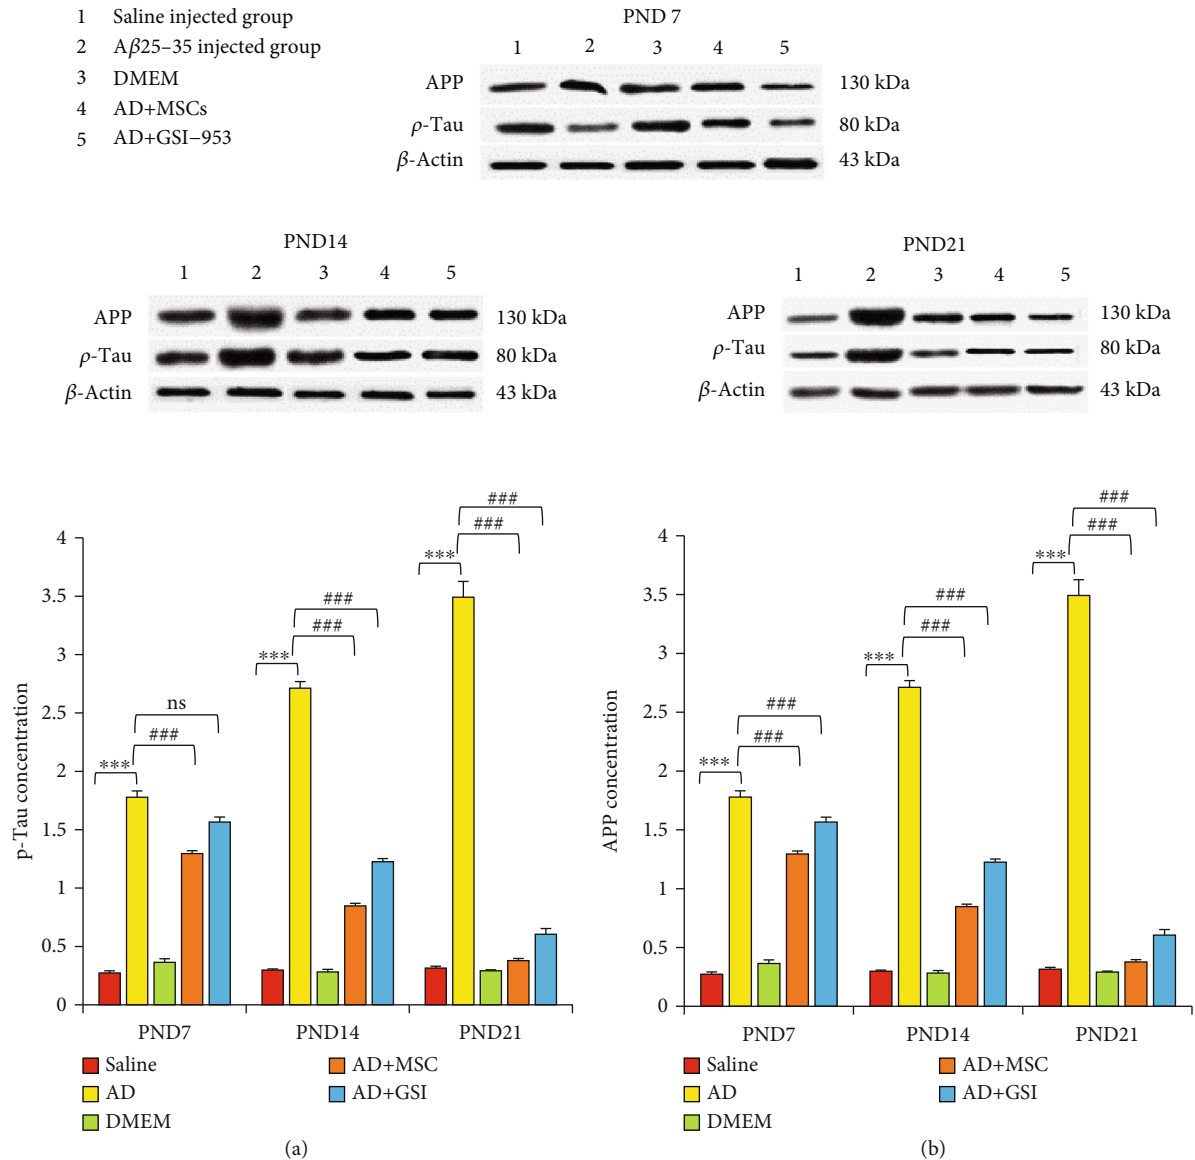 1 Saline injected group
2 Aβ25–35 injected group
3 DMEM
4 AD+MSCs
5 AD+GSI–953
PND 7
1 2 3 4 5
APP 130 kDa
ρ-Tau 80 kDa
β-Actin 43 kDa
PND14
1 2 3 4 5
APP 130 kDa
ρ-Tau 80 kDa
β-Actin 43 kDa
PND21
1 2 3 4 5
APP 130 kDa
ρ-Tau 80 kDa
β-Actin 43 kDa
p-Tau concentration
4
3.5
3
2.5
2
1.5
1
0.5
0
*** ### ns
*** ### ###
*** ### ###
PND7 PND14 PND21
Saline AD+MSC
AD AD+GSI
DMEM
(a)
APP concentration
4
3.5
3
2.5
2
1.5
1
0.5
0
*** ### ###
*** ### ###
*** ### ###
PND7 PND14 PND21
Saline AD+MSC
AD AD+GSI
DMEM
(b)